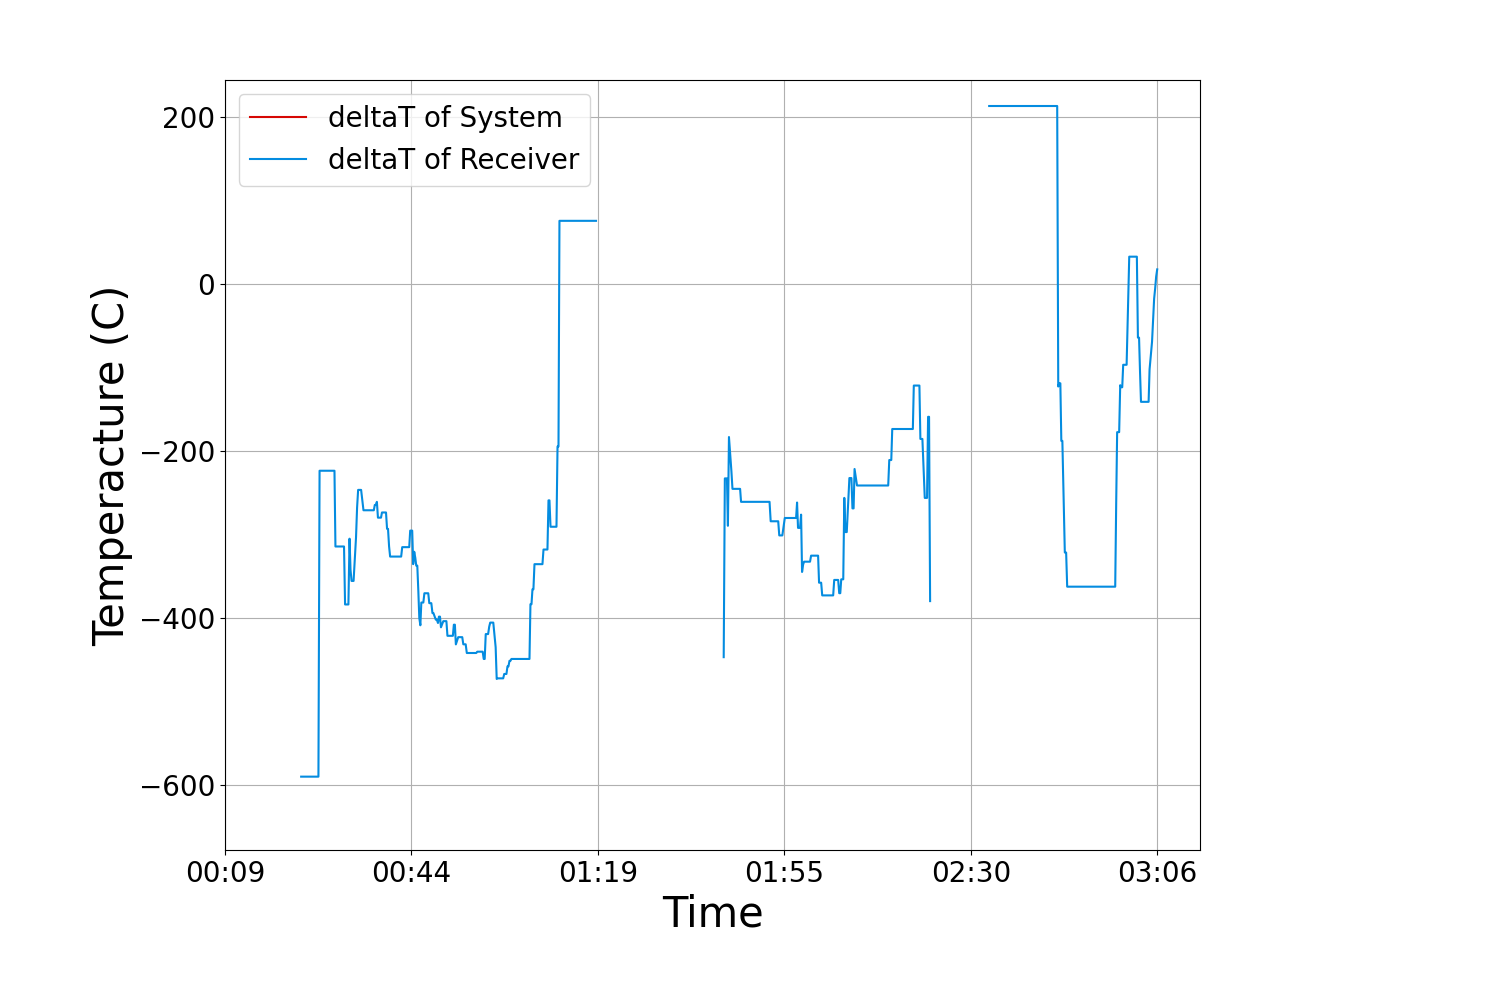 deltaT of System
deltaT of Receiver
200
0
−200
−400
−600
Temperacture (C)
00:09 00:44 01:19 01:55 02:30 03:06
Time